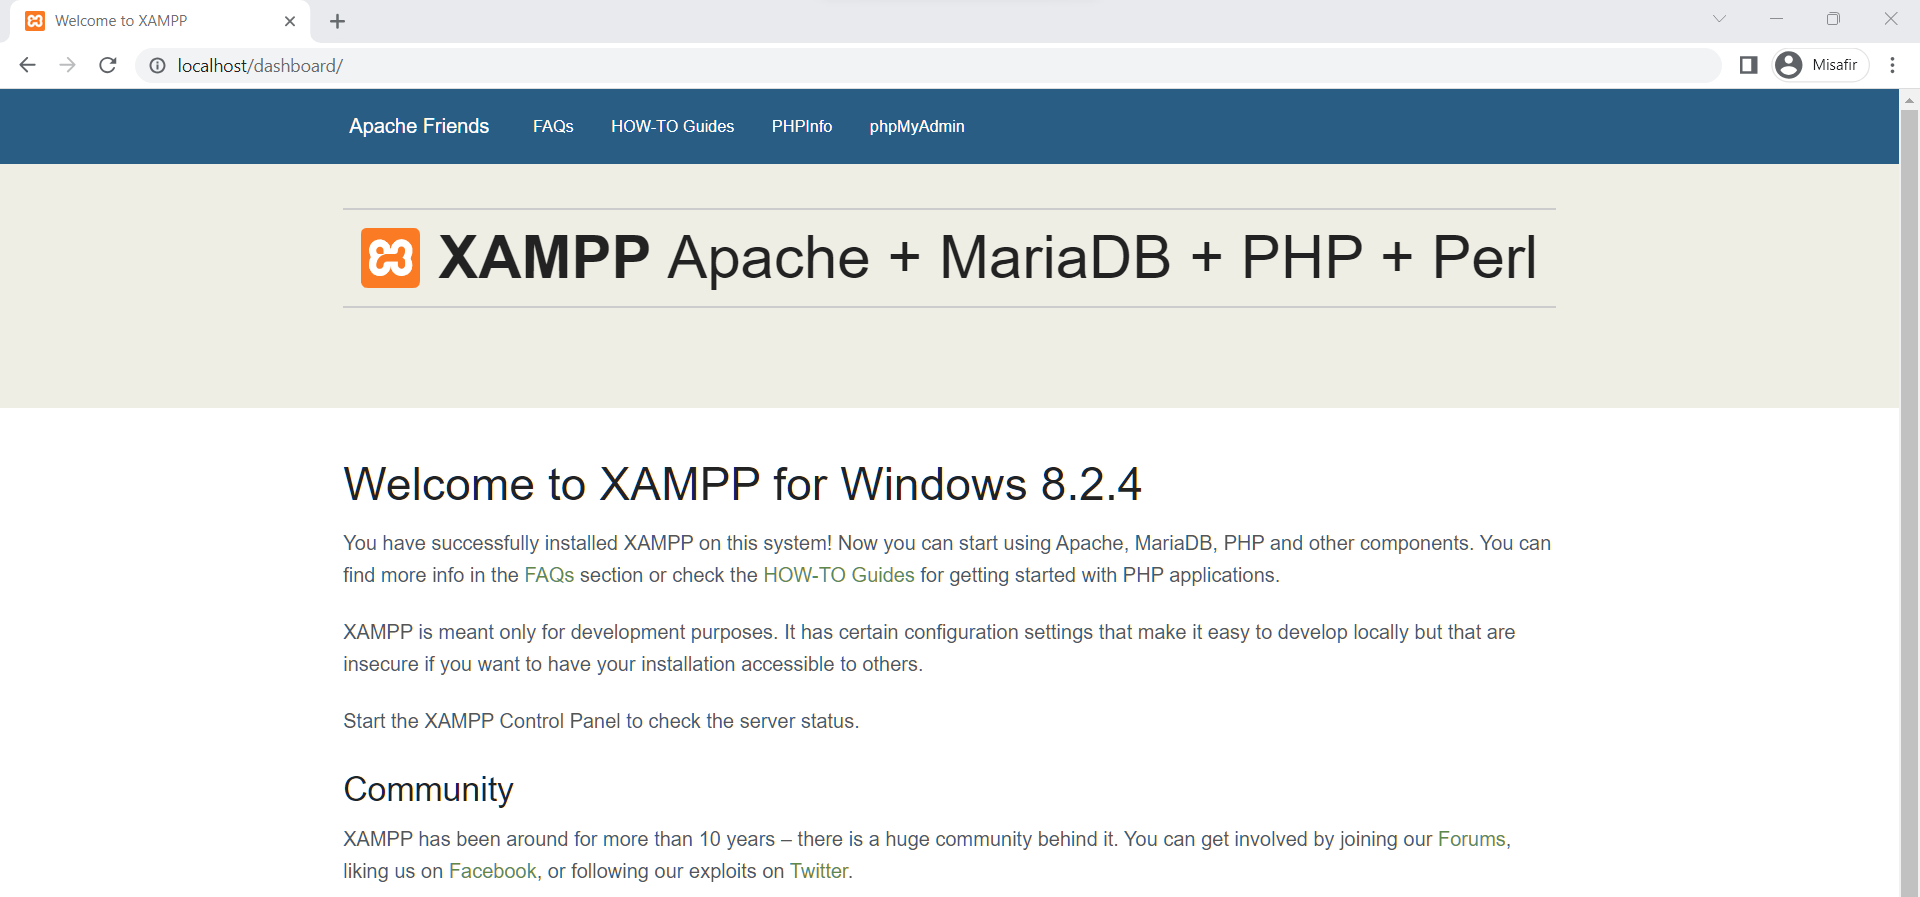 Welcome to XAMPP
localhost/dashboard/
Misafir
Apache Friends FAQs HOW-TO Guides PHPInfo phpMyAdmin
XAMPP Apache + MariaDB + PHP + Perl
Welcome to XAMPP for Windows 8.2.4
You have successfully installed XAMPP on this system! Now you can start using Apache, MariaDB, PHP and other components. You can
find more info in the FAQs section or check the HOW-TO Guides for getting started with PHP applications.
XAMPP is meant only for development purposes. It has certain configuration settings that make it easy to develop locally but that are
insecure if you want to have your installation accessible to others.
Start the XAMPP Control Panel to check the server status.
Community
XAMPP has been around for more than 10 years – there is a huge community behind it. You can get involved by joining our Forums,
liking us on Facebook, or following our exploits on Twitter.